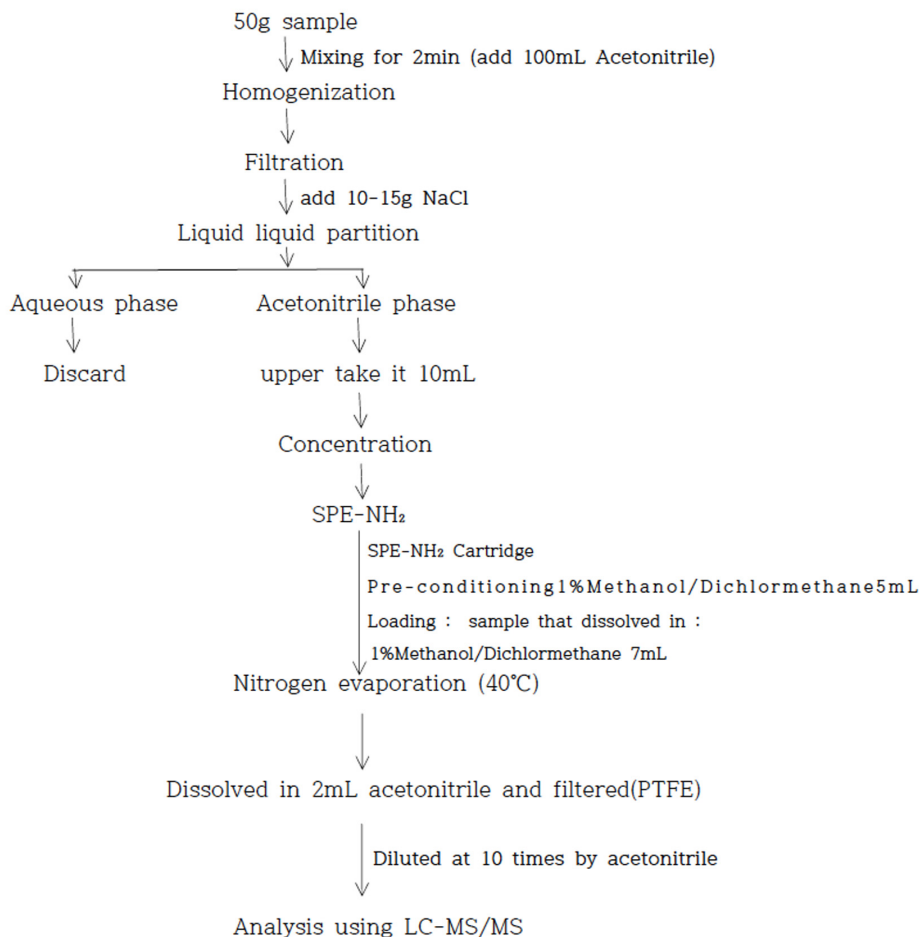 50g sample
Mixing for 2min (add 100mL Acetonitrile)
Homogenization
Filtration
add 10-15g NaCl
Liquid liquid partition
Aqueous phase
Acetonitrile phase
Discard
upper take it 10mL
Concentration
SPE-NH₂
SPE-NH₂ Cartridge
Pre-conditioning1%Methanol/Dichlormethane5mL
Loading : sample that dissolved in :
1%Methanol/Dichlormethane 7mL
Nitrogen evaporation (40℃)
Dissolved in 2mL acetonitrile and filtered(PTFE)
Diluted at 10 times by acetonitrile
Analysis using LC-MS/MS